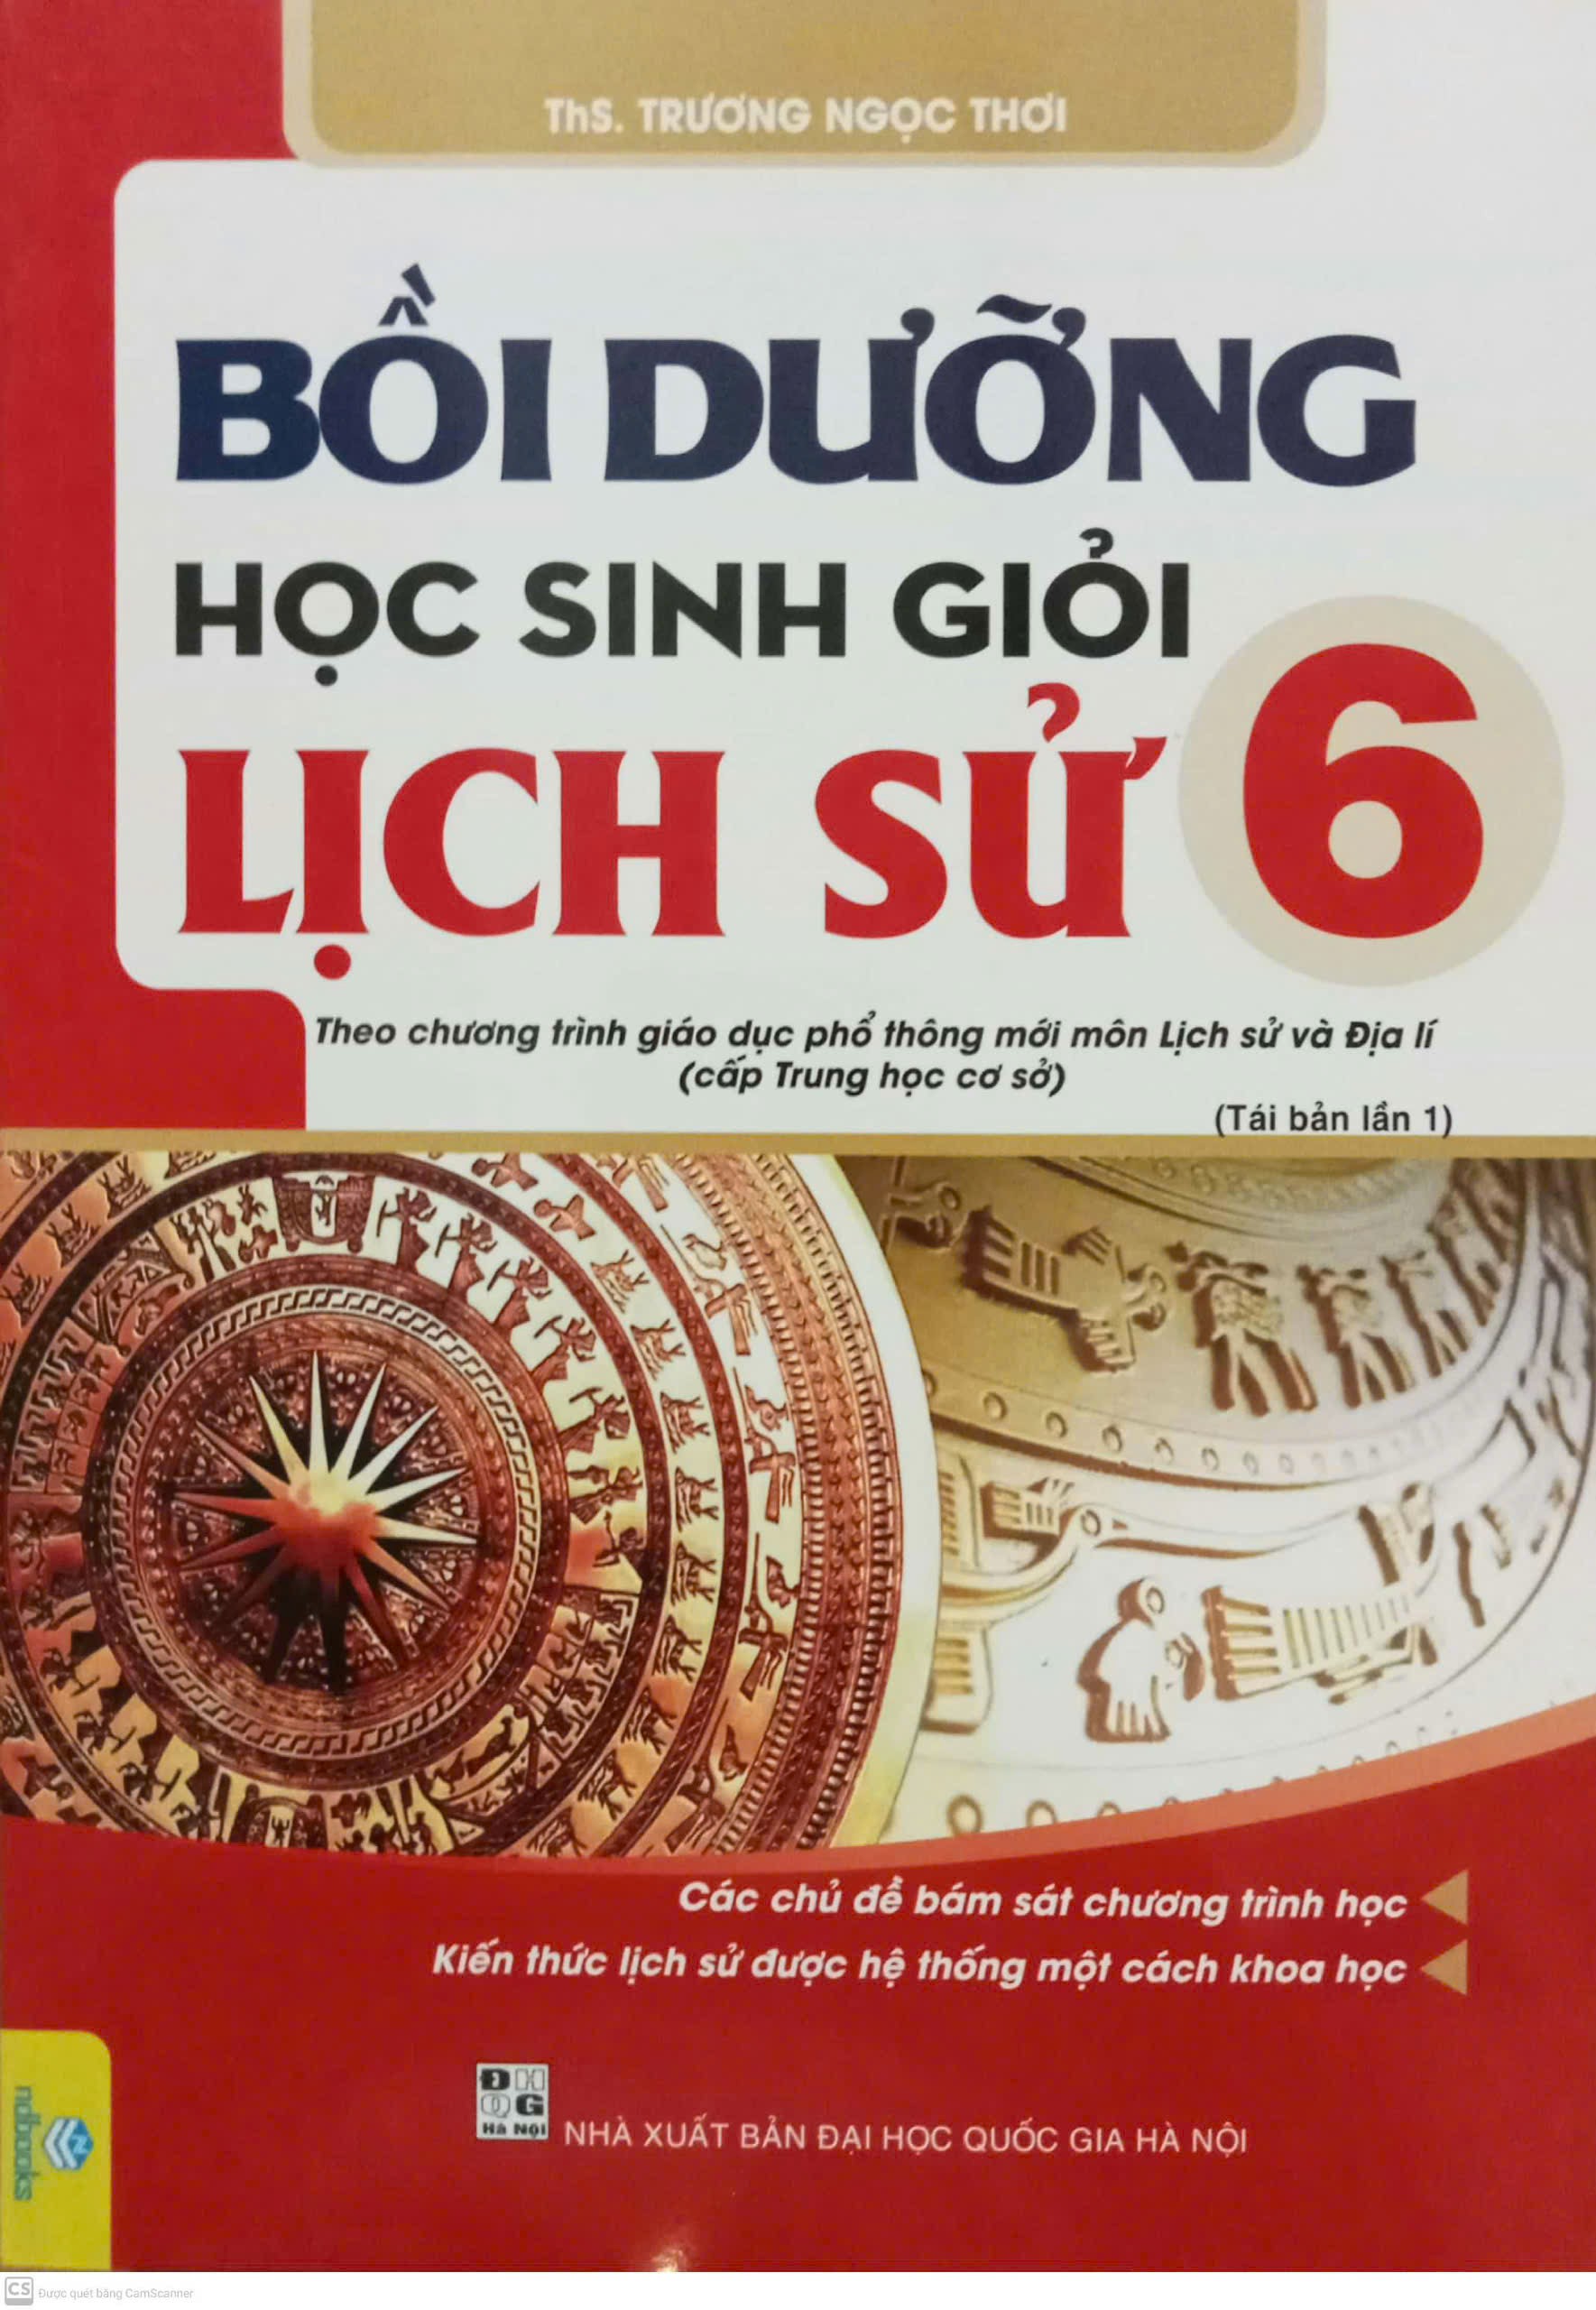 ThS. TRƯƠNG NGỌC THƠI
BỒI DƯỠNG
HỌC SINH GIỎI
LỊCH SỬ 6
Theo chương trình giáo dục phổ thông mới môn Lịch sử và Địa lí
(cấp Trung học cơ sở)
(Tái bản lần 1)
Các chủ đề bám sát chương trình học
Kiến thức lịch sử được hệ thống một cách khoa học
ĐH
QG
Hà Nội
NHÀ XUẤT BẢN ĐẠI HỌC QUỐC GIA HÀ NỘI
ndbooks
CS Được quét bằng CamScanner